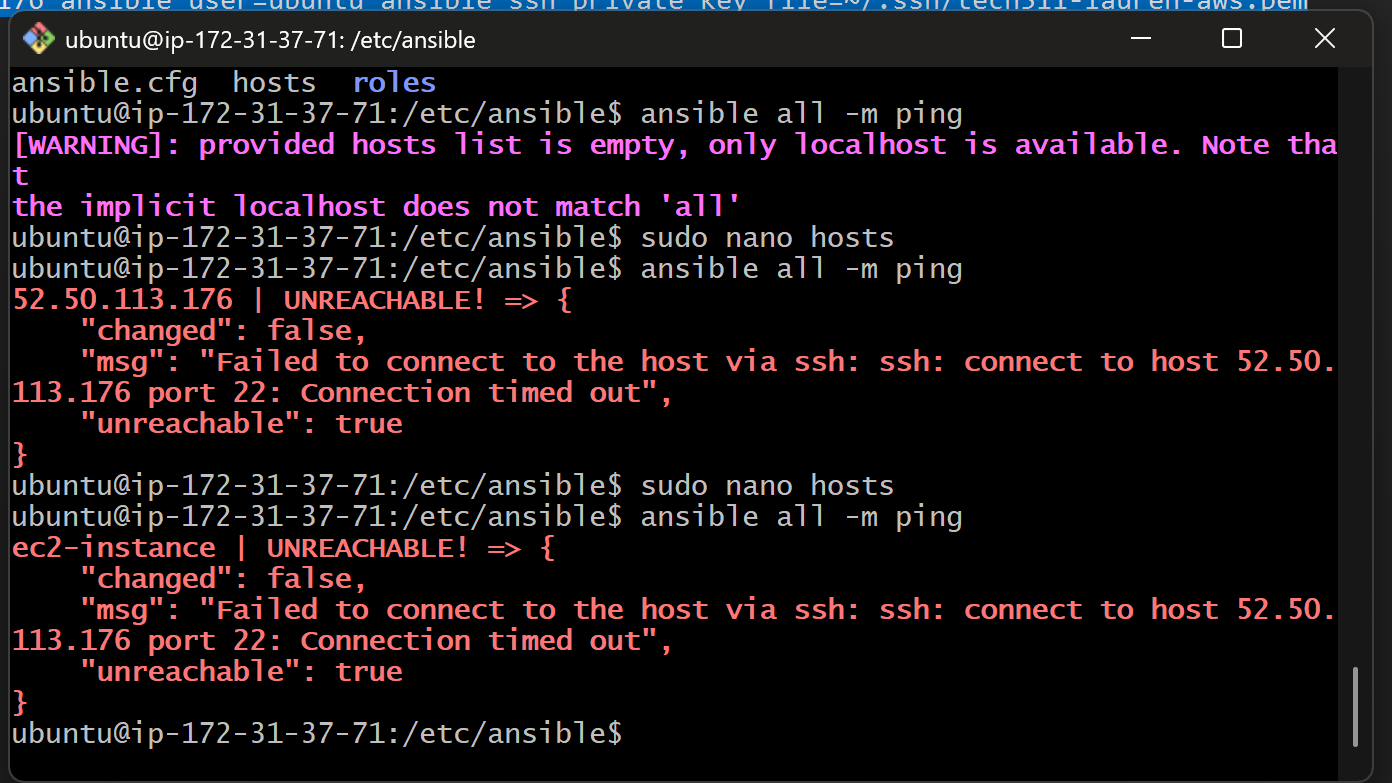 176 ansible_user=ubuntu ansible_ssh_private_key_file=~/.ssh/tech511-lauren-aws.pem
ubuntu@ip-172-31-37-71: /etc/ansible
ansible.cfg  hosts  roles
ubuntu@ip-172-31-37-71:/etc/ansible$ ansible all -m ping
[WARNING]: provided hosts list is empty, only localhost is available. Note tha
t
the implicit localhost does not match 'all'
ubuntu@ip-172-31-37-71:/etc/ansible$ sudo nano hosts
ubuntu@ip-172-31-37-71:/etc/ansible$ ansible all -m ping
52.50.113.176 | UNREACHABLE! => {
    "changed": false,
    "msg": "Failed to connect to the host via ssh: ssh: connect to host 52.50.
113.176 port 22: Connection timed out",
    "unreachable": true
}
ubuntu@ip-172-31-37-71:/etc/ansible$ sudo nano hosts
ubuntu@ip-172-31-37-71:/etc/ansible$ ansible all -m ping
ec2-instance | UNREACHABLE! => {
    "changed": false,
    "msg": "Failed to connect to the host via ssh: ssh: connect to host 52.50.
113.176 port 22: Connection timed out",
    "unreachable": true
}
ubuntu@ip-172-31-37-71:/etc/ansible$